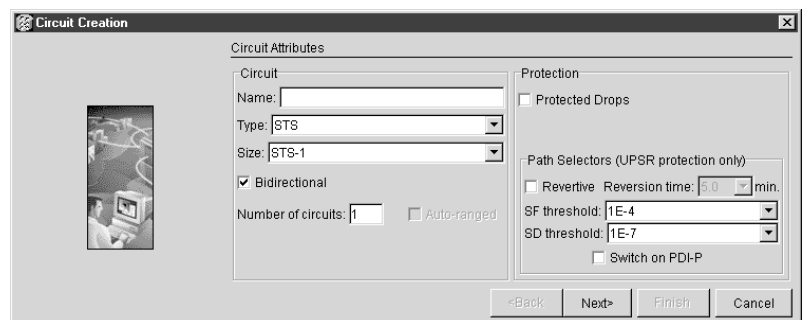 Circuit Creation
Circuit Attributes
Circuit
Name:
Type: STS
Size: STS-1
Bidirectional
Number of circuits: 1
Auto-ranged
Protection
Protected Drops
Path Selectors (UPSR protection only)
Revertive Reversion time: 5.0 min.
SF threshold: 1E-4
SD threshold: 1E-7
Switch on PDI-P
<Back Next> Finish Cancel